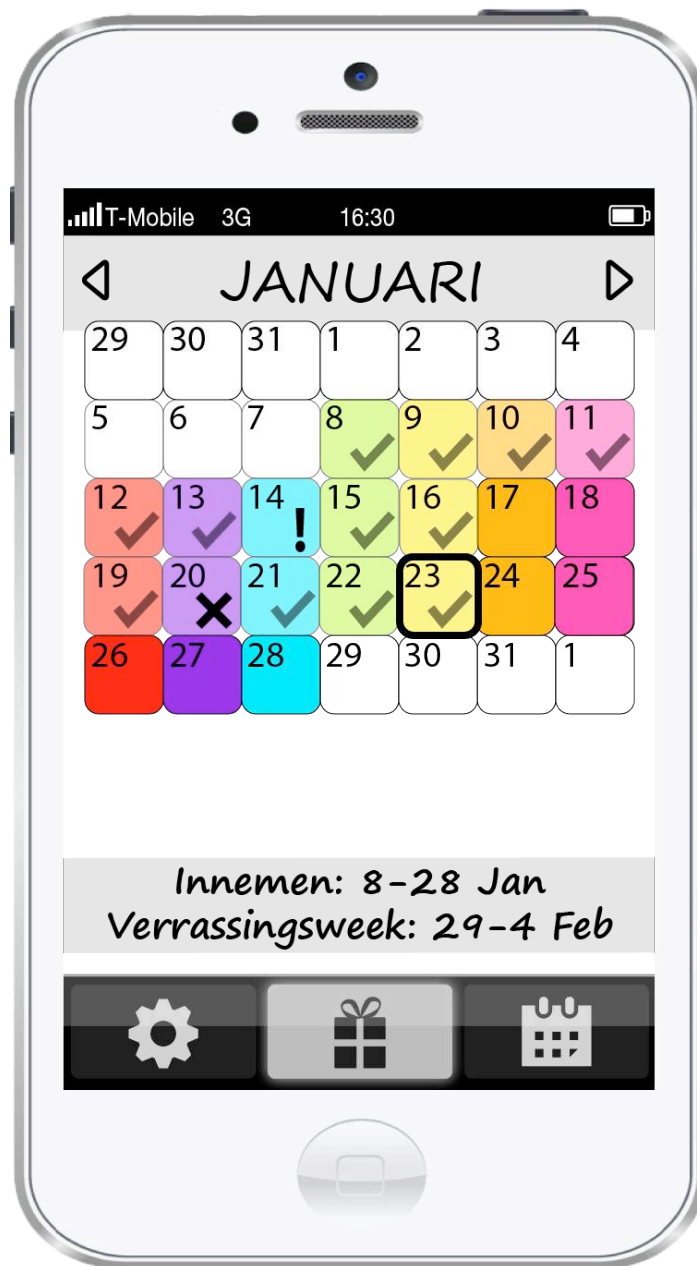 T-Mobile 3G 16:30
JANUARI
29 30 31 1 2 3 4
5 6 7 8 9 10 11
12 13 14 ! 15 16 17 18
19 20 21 22 23 24 25
26 27 28 29 30 31 1
Innemen: 8-28 Jan
Verrassingsweek: 29-4 Feb